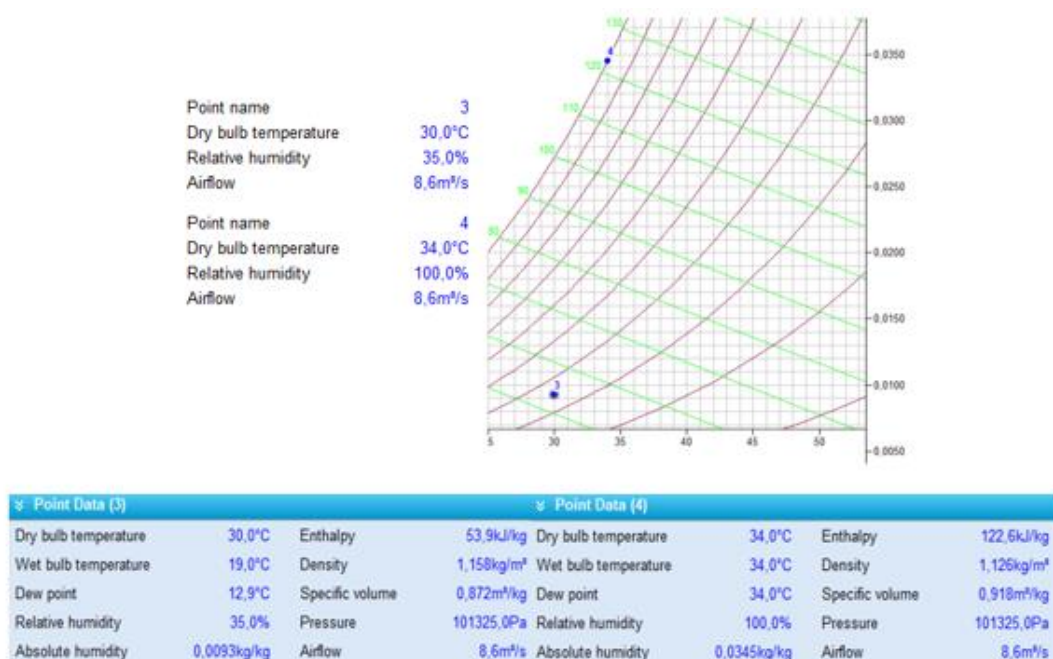 Point name 3
Dry bulb temperature 30,0°C
Relative humidity 35,0%
Airflow 8,6m³/s
Point name 4
Dry bulb temperature 34,0°C
Relative humidity 100,0%
Airflow 8,6m³/s
130
4
120
110
100
90
80
3
0,0350
0,0300
0,0250
0,0200
0,0150
0,0100
0,0050
5 30 35 40 45 50
Point Data (3)
Dry bulb temperature 30,0°C Enthalpy 53,9kJ/kg
Wet bulb temperature 19,0°C Density 1,158kg/m³
Dew point 12,9°C Specific volume 0,872m³/kg
Relative humidity 35,0% Pressure 101325,0Pa
Absolute humidity 0,0093kg/kg Airflow 8,6m³/s
Point Data (4)
Dry bulb temperature 34,0°C Enthalpy 122,6kJ/kg
Wet bulb temperature 34,0°C Density 1,126kg/m³
Dew point 34,0°C Specific volume 0,918m³/kg
Relative humidity 100,0% Pressure 101325,0Pa
Absolute humidity 0,0345kg/kg Airflow 8,6m³/s